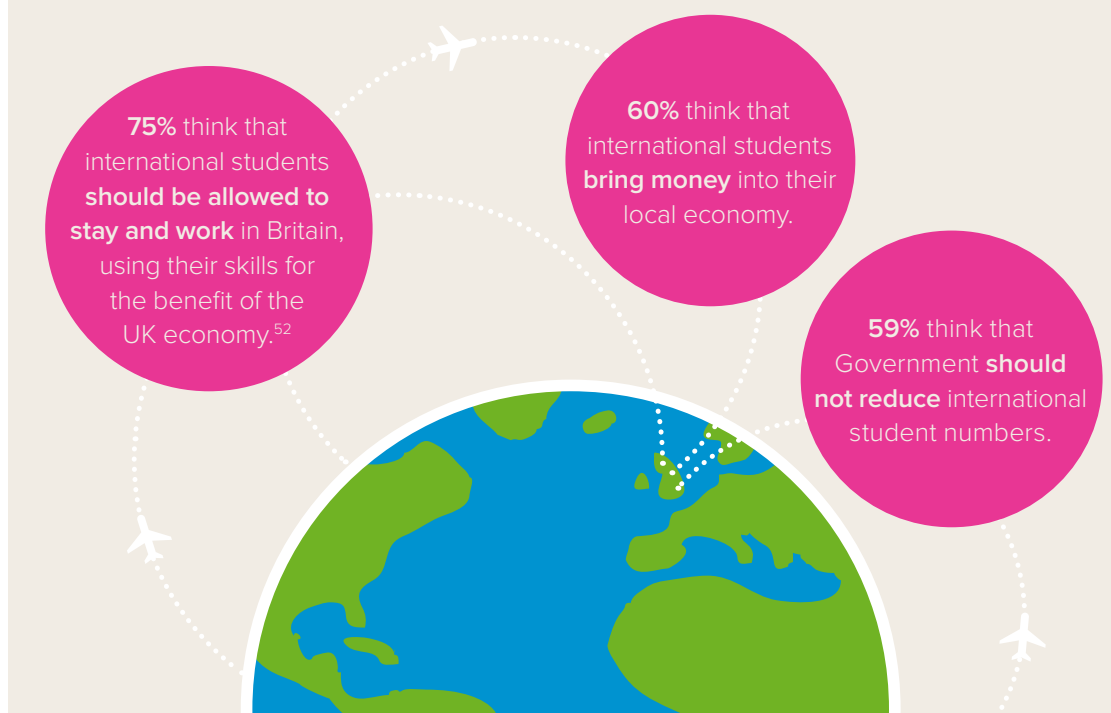 75% think that
international students
should be allowed to
stay and work in Britain,
using their skills for
the benefit of the
UK economy.52
60% think that
international students
bring money into their
local economy.
59% think that
Government should
not reduce international
student numbers.